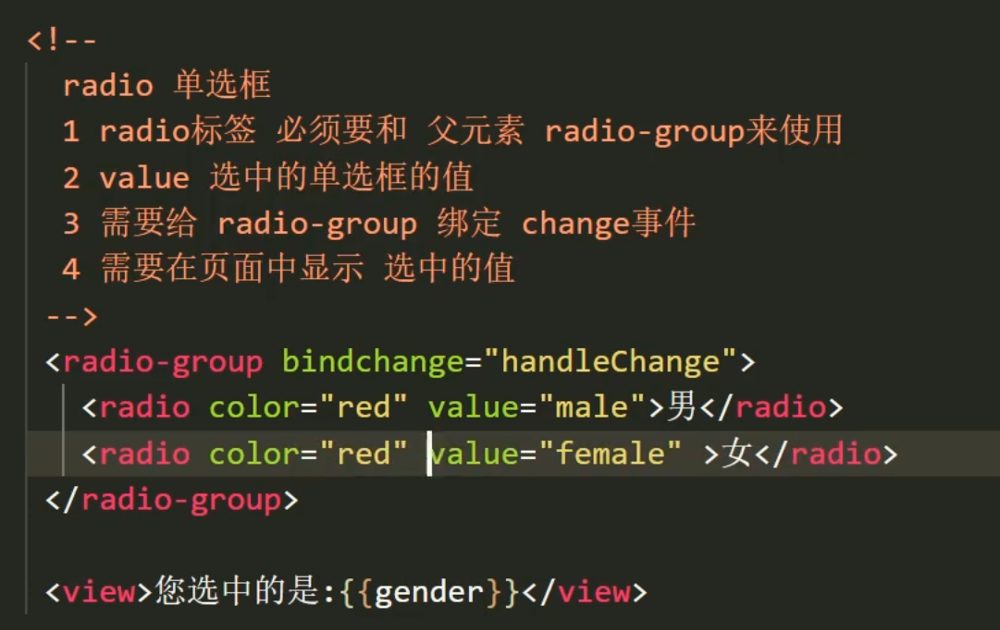 <!--
radio 单选框
1 radio标签 必须要和 父元素 radio-group来使用
2 value 选中的单选框的值
3 需要给 radio-group 绑定 change事件
4 需要在页面中显示 选中的值
-->
<radio-group bindchange="handleChange">
<radio color="red" value="male">男</radio>
<radio color="red" value="female" >女</radio>
</radio-group>
<view>您选中的是:{{gender}}</view>